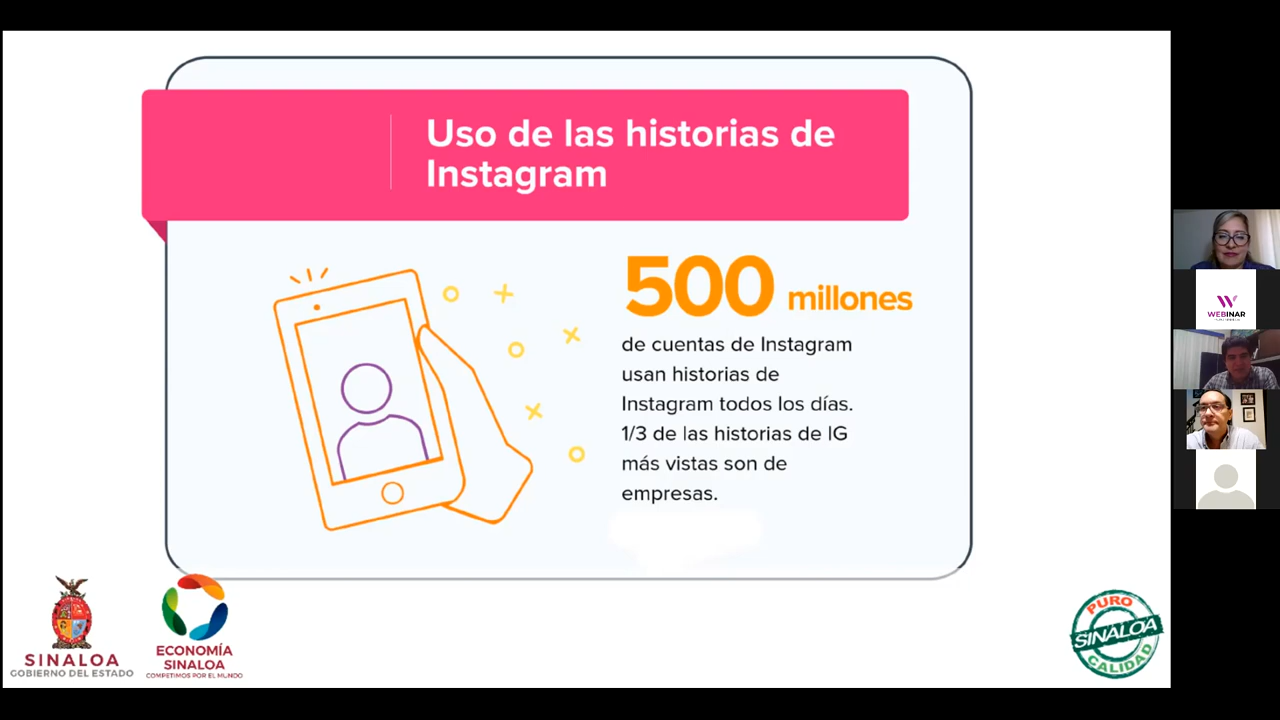 Uso de las historias de
Instagram
500 millones
de cuentas de Instagram
usan historias de
Instagram todos los días.
1/3 de las historias de IG
más vistas son de
empresas.
SINALOA
GOBIERNO DEL ESTADO
ECONOMÍA
SINALOA
COMPETIMOS POR EL MUNDO
PURO
SINALOA
CALIDAD
WEBINAR